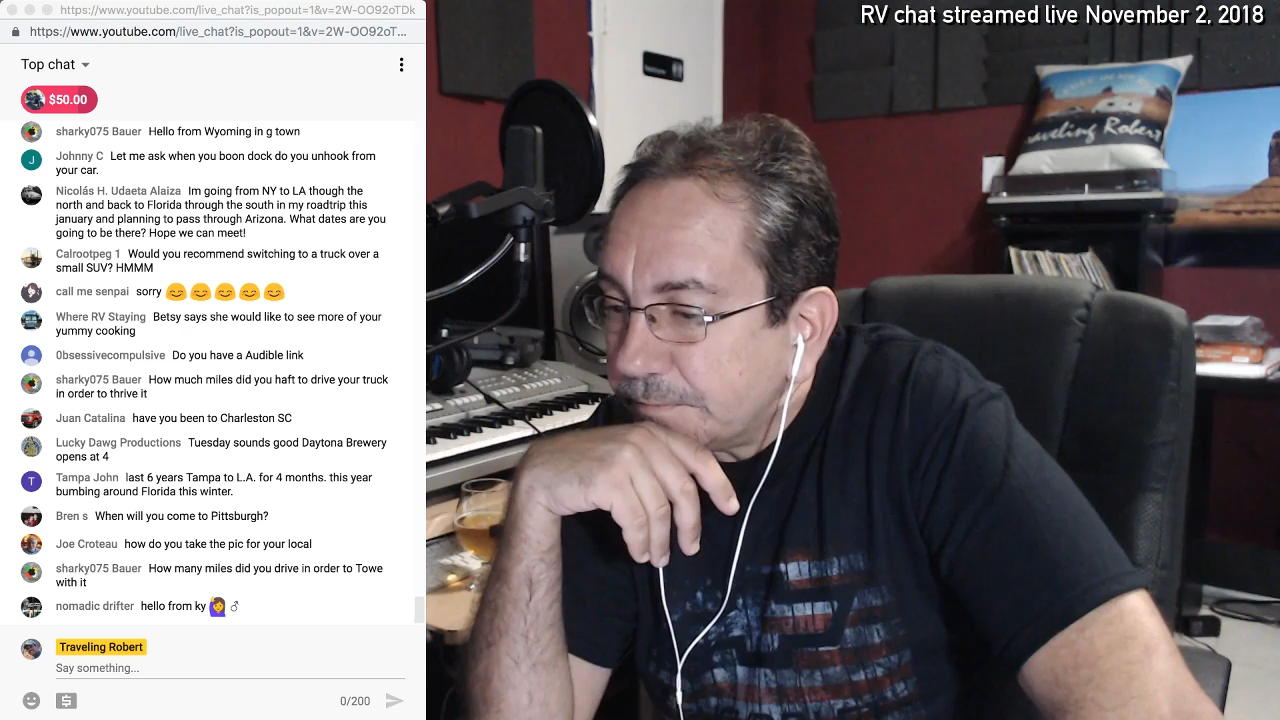 https://www.youtube.com/live_chat?is_popout=1&v=2W-OO92oTDk
https://www.youtube.com/live_chat?is_popout=1&v=2W-OO92oT...
Top chat
$50.00
sharky075 Bauer Hello from Wyoming in g town
J
Johnny C Let me ask when you boon dock do you unhook from
your car.
Nicolás H. Udaeta Alaiza Im going from NY to LA though the
north and back to Florida through the south in my roadtrip this
january and planning to pass through Arizona. What dates are you
going to be there? Hope we can meet!
Calrootpeg 1 Would you recommend switching to a truck over a
small SUV? HMMM
call me senpai sorry 😊😊😊😊😊
Where RV Staying Betsy says she would like to see more of your
yummy cooking
0bsessivecompulsive Do you have a Audible link
sharky075 Bauer How much miles did you haft to drive your truck
in order to thrive it
Juan Catalina have you been to Charleston SC
Lucky Dawg Productions Tuesday sounds good Daytona Brewery
opens at 4
T
Tampa John last 6 years Tampa to L.A. for 4 months. this year
bumbing around Florida this winter.
Bren s When will you come to Pittsburgh?
Joe Croteau how do you take the pic for your local
sharky075 Bauer How many miles did you drive in order to Towe
with it
nomadic drifter hello from ky 🙋‍♂
Traveling Robert
Say something...
0/200
RV chat streamed live November 2, 2018
Traveling Robert